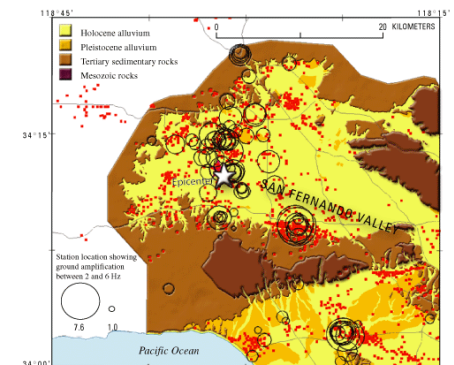 118°45'
118°15'
0 20 KILOMETERS
Holocene alluvium
Pleistocene alluvium
Tertiary sedimentary rocks
Mesozoic rocks
34°15'
Epicenter
SAN FERNANDO VALLEY
Station location showing
ground amplification
between 2 and 6 Hz
7.6 1.0
Pacific Ocean
34°00'